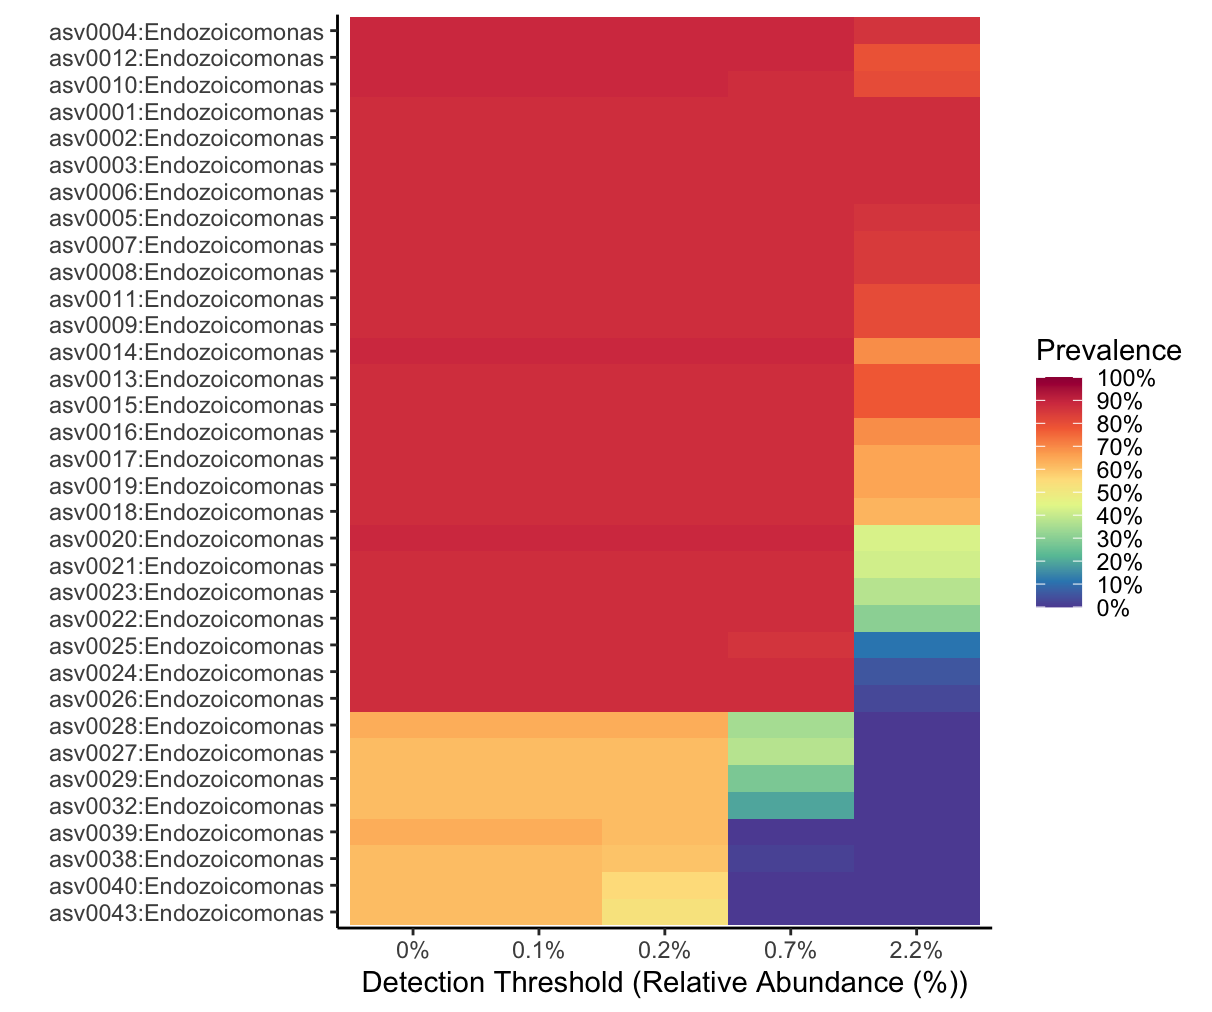 asv0004:Endozoicomonas
asv0012:Endozoicomonas
asv0010:Endozoicomonas
asv0001:Endozoicomonas
asv0002:Endozoicomonas
asv0003:Endozoicomonas
asv0006:Endozoicomonas
asv0005:Endozoicomonas
asv0007:Endozoicomonas
asv0008:Endozoicomonas
asv0011:Endozoicomonas
asv0009:Endozoicomonas
asv0014:Endozoicomonas
asv0013:Endozoicomonas
asv0015:Endozoicomonas
asv0016:Endozoicomonas
asv0017:Endozoicomonas
asv0019:Endozoicomonas
asv0018:Endozoicomonas
asv0020:Endozoicomonas
asv0021:Endozoicomonas
asv0023:Endozoicomonas
asv0022:Endozoicomonas
asv0025:Endozoicomonas
asv0024:Endozoicomonas
asv0026:Endozoicomonas
asv0028:Endozoicomonas
asv0027:Endozoicomonas
asv0029:Endozoicomonas
asv0032:Endozoicomonas
asv0039:Endozoicomonas
asv0038:Endozoicomonas
asv0040:Endozoicomonas
asv0043:Endozoicomonas
0% 0.1% 0.2% 0.7% 2.2%
Detection Threshold (Relative Abundance (%))
Prevalence
100%
90%
80%
70%
60%
50%
40%
30%
20%
10%
0%